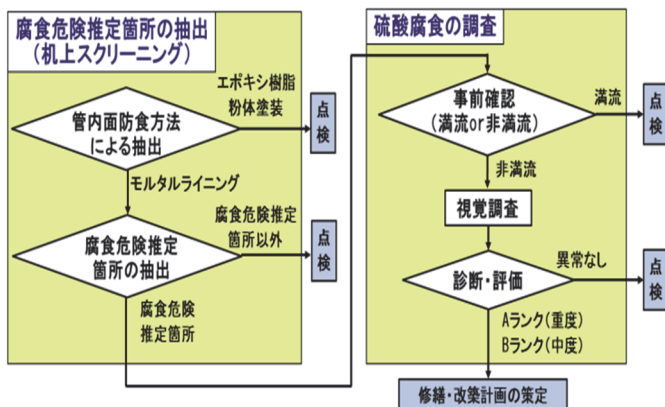 腐食危険推定箇所の抽出
(机上スクリーニング)
エポキシ樹脂
粉体塗装
点
検
管内面防食方法
による抽出
モルタルライニング
腐食危険推定
箇所以外
点
検
腐食危険推定
箇所の抽出
腐食危険
推定箇所
硫酸腐食の調査
事前確認
(満流or非満流)
満流
点
検
非満流
視覚調査
診断・評価
異常なし
点
検
Aランク(重度)
Bランク(中度)
修繕・改築計画の策定